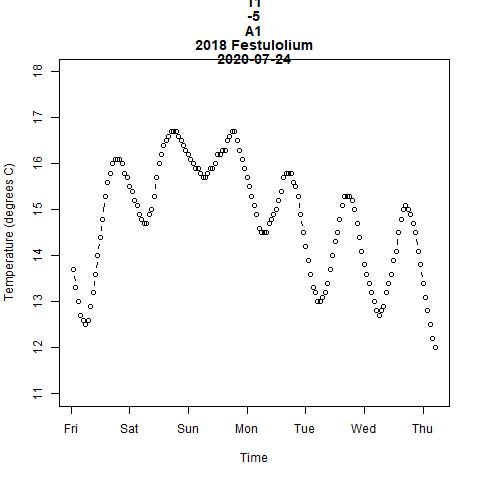 T1
-5
A1
2018 Festulolium
2020-07-24
Temperature (degrees C)
18
17
16
15
14
13
12
11
Fri Sat Sun Mon Tue Wed Thu
Time